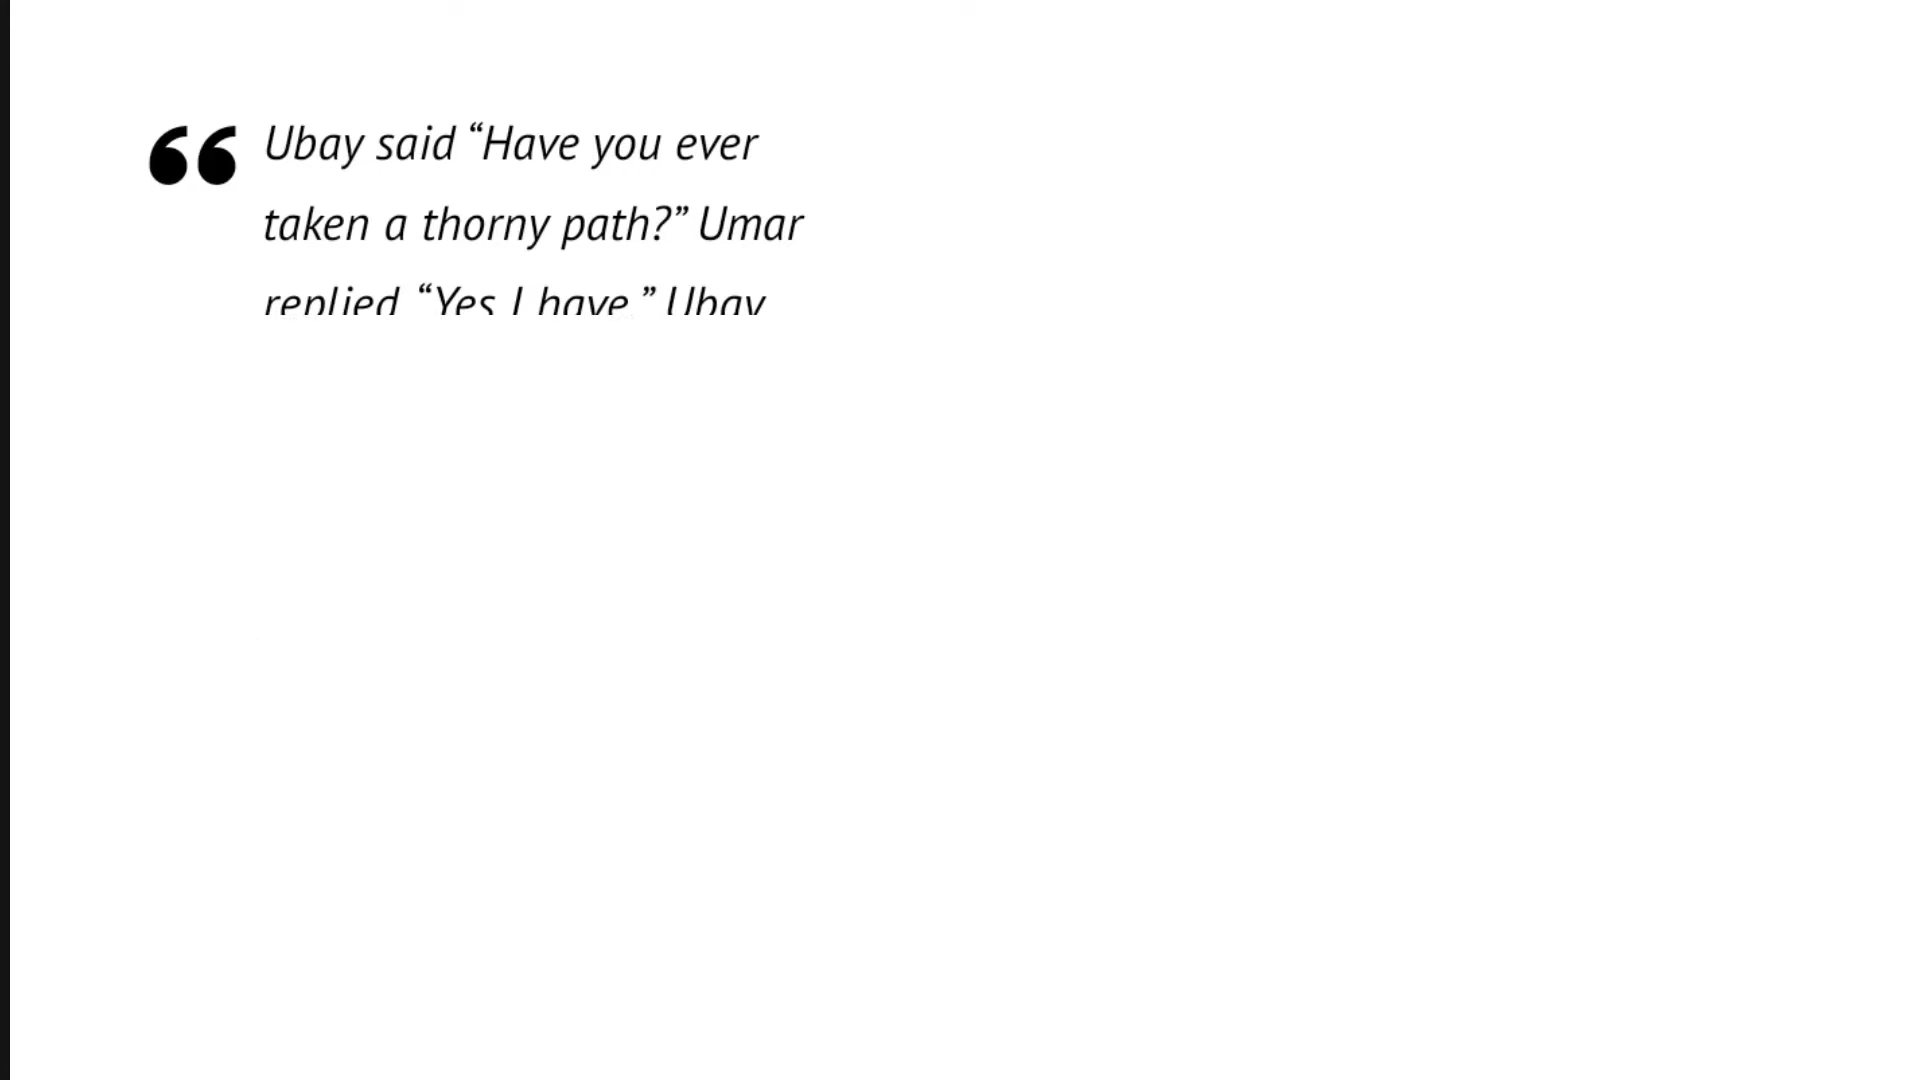 “ Ubay said “Have you ever
taken a thorny path?” Umar
replied “Yes I have.” Ubay